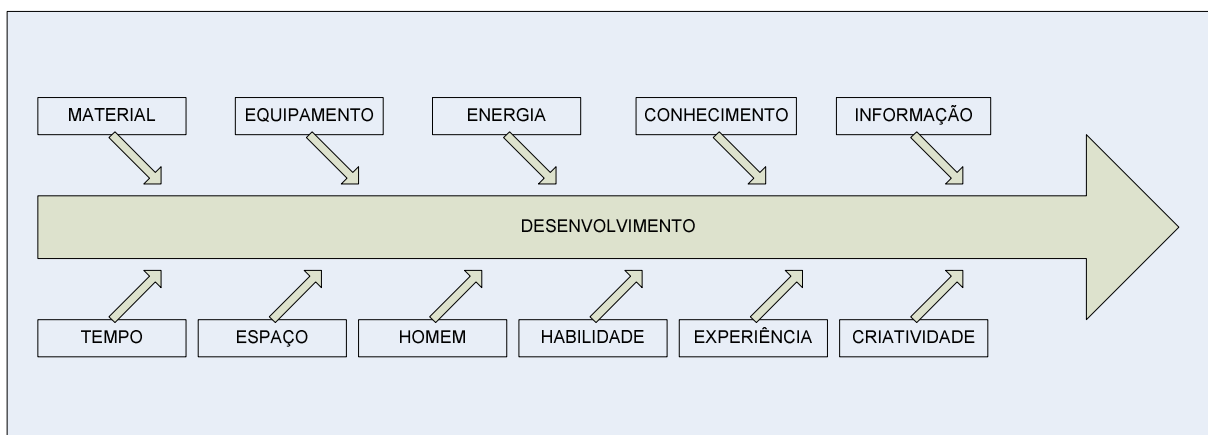 MATERIAL
EQUIPAMENTO
ENERGIA
CONHECIMENTO
INFORMAÇÃO
DESENVOLVIMENTO
TEMPO
ESPAÇO
HOMEM
HABILIDADE
EXPERIÊNCIA
CRIATIVIDADE